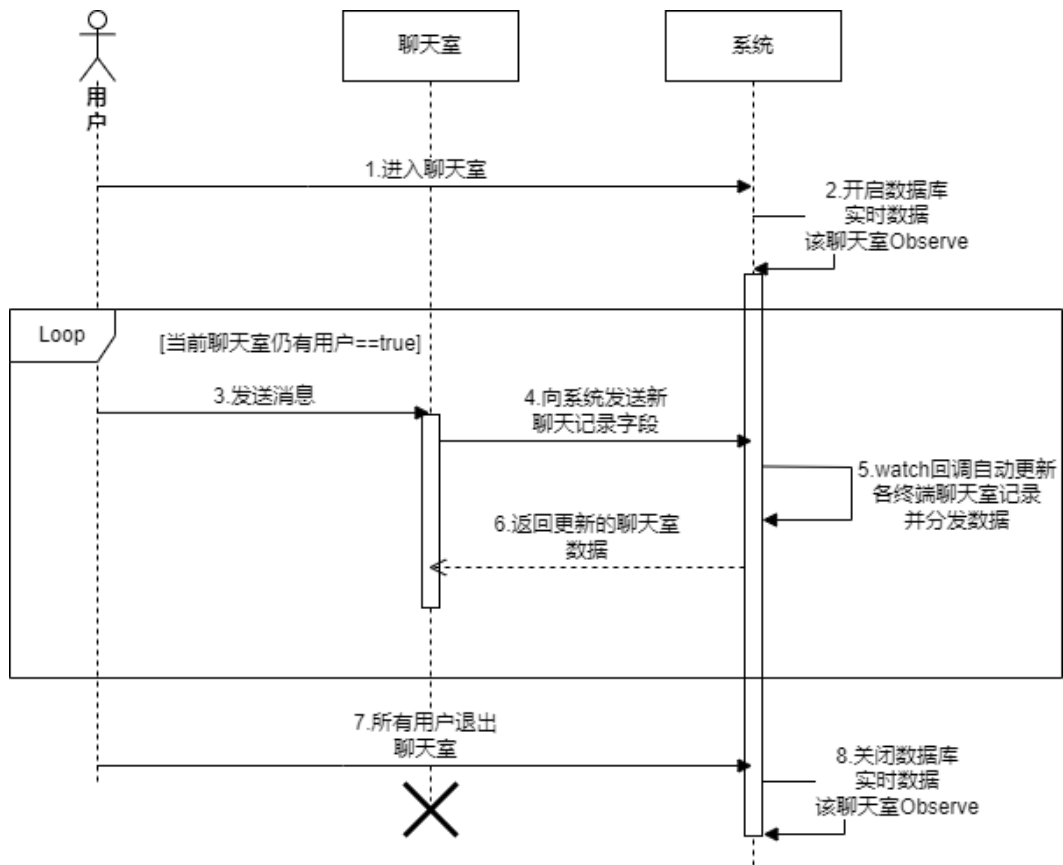 用
户
聊天室
系统
1.进入聊天室
2.开启数据库
实时数据
该聊天室Observe
Loop
[当前聊天室仍有用户==true]
3.发送消息
4.向系统发送新
聊天记录字段
5.watch回调自动更新
各终端聊天室记录
并分发数据
6.返回更新的聊天室
数据
7.所有用户退出
聊天室
8.关闭数据库
实时数据
该聊天室Observe